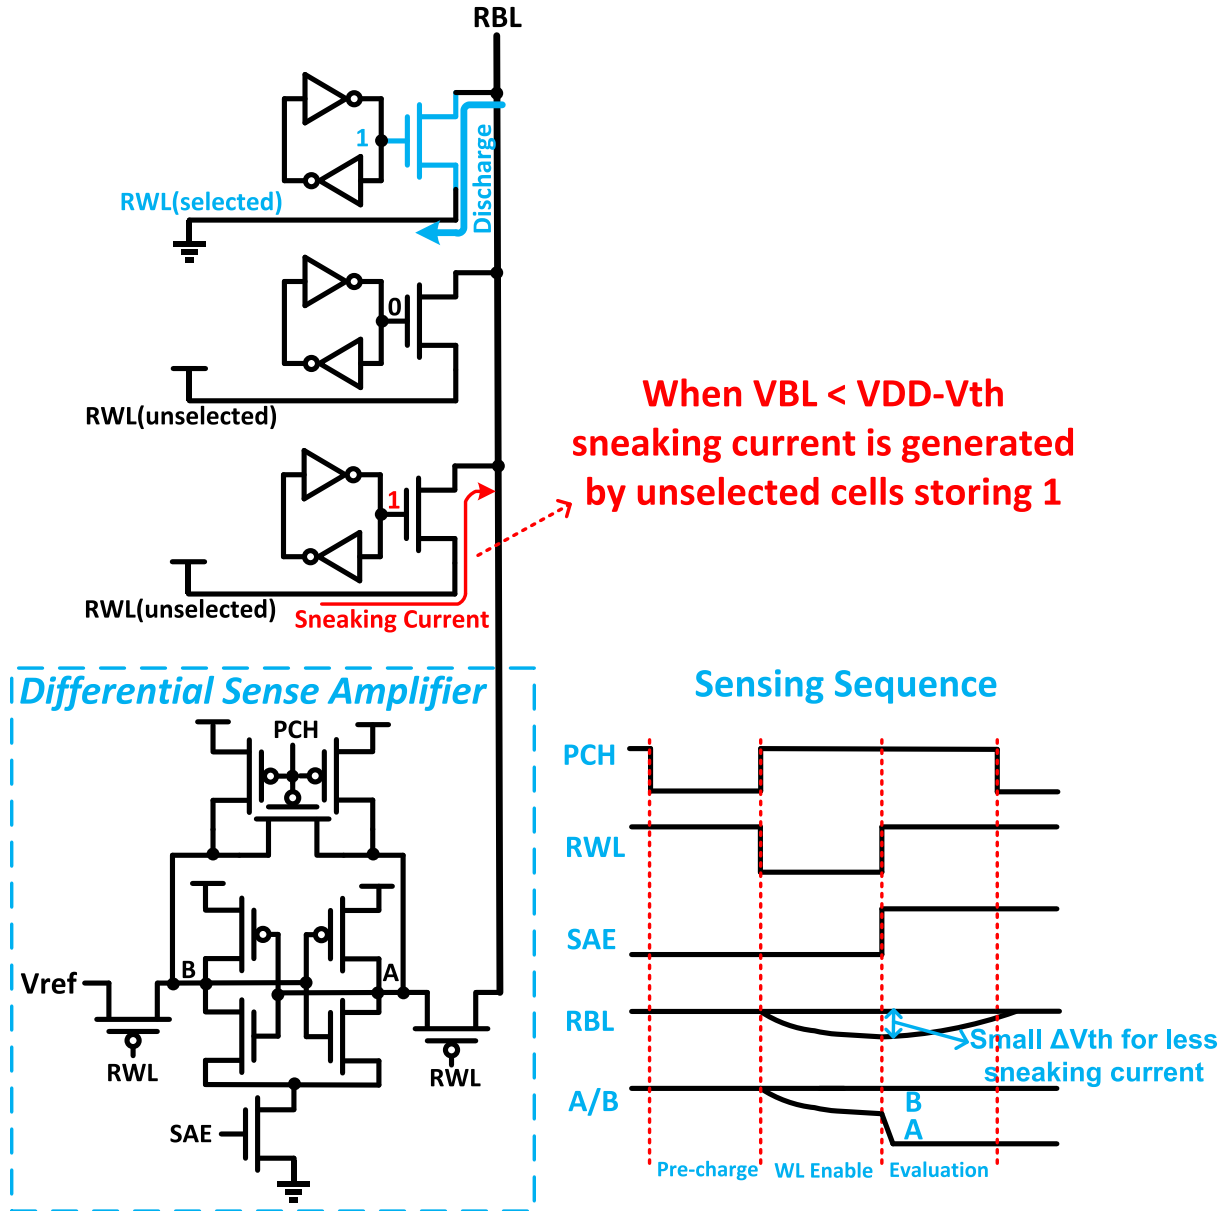 RBL
1
Discharge
RWL(selected)
0
RWL(unselected)
When VBL < VDD-Vth
sneaking current is generated
by unselected cells storing 1
1
RWL(unselected)
Sneaking Current
Differential Sense Amplifier
PCH
B
A
Vref
RWL
RWL
SAE
Sensing Sequence
PCH
RWL
SAE
RBL
Small ΔVth for less
sneaking current
A/B
B
A
Pre-charge
WL Enable
Evaluation